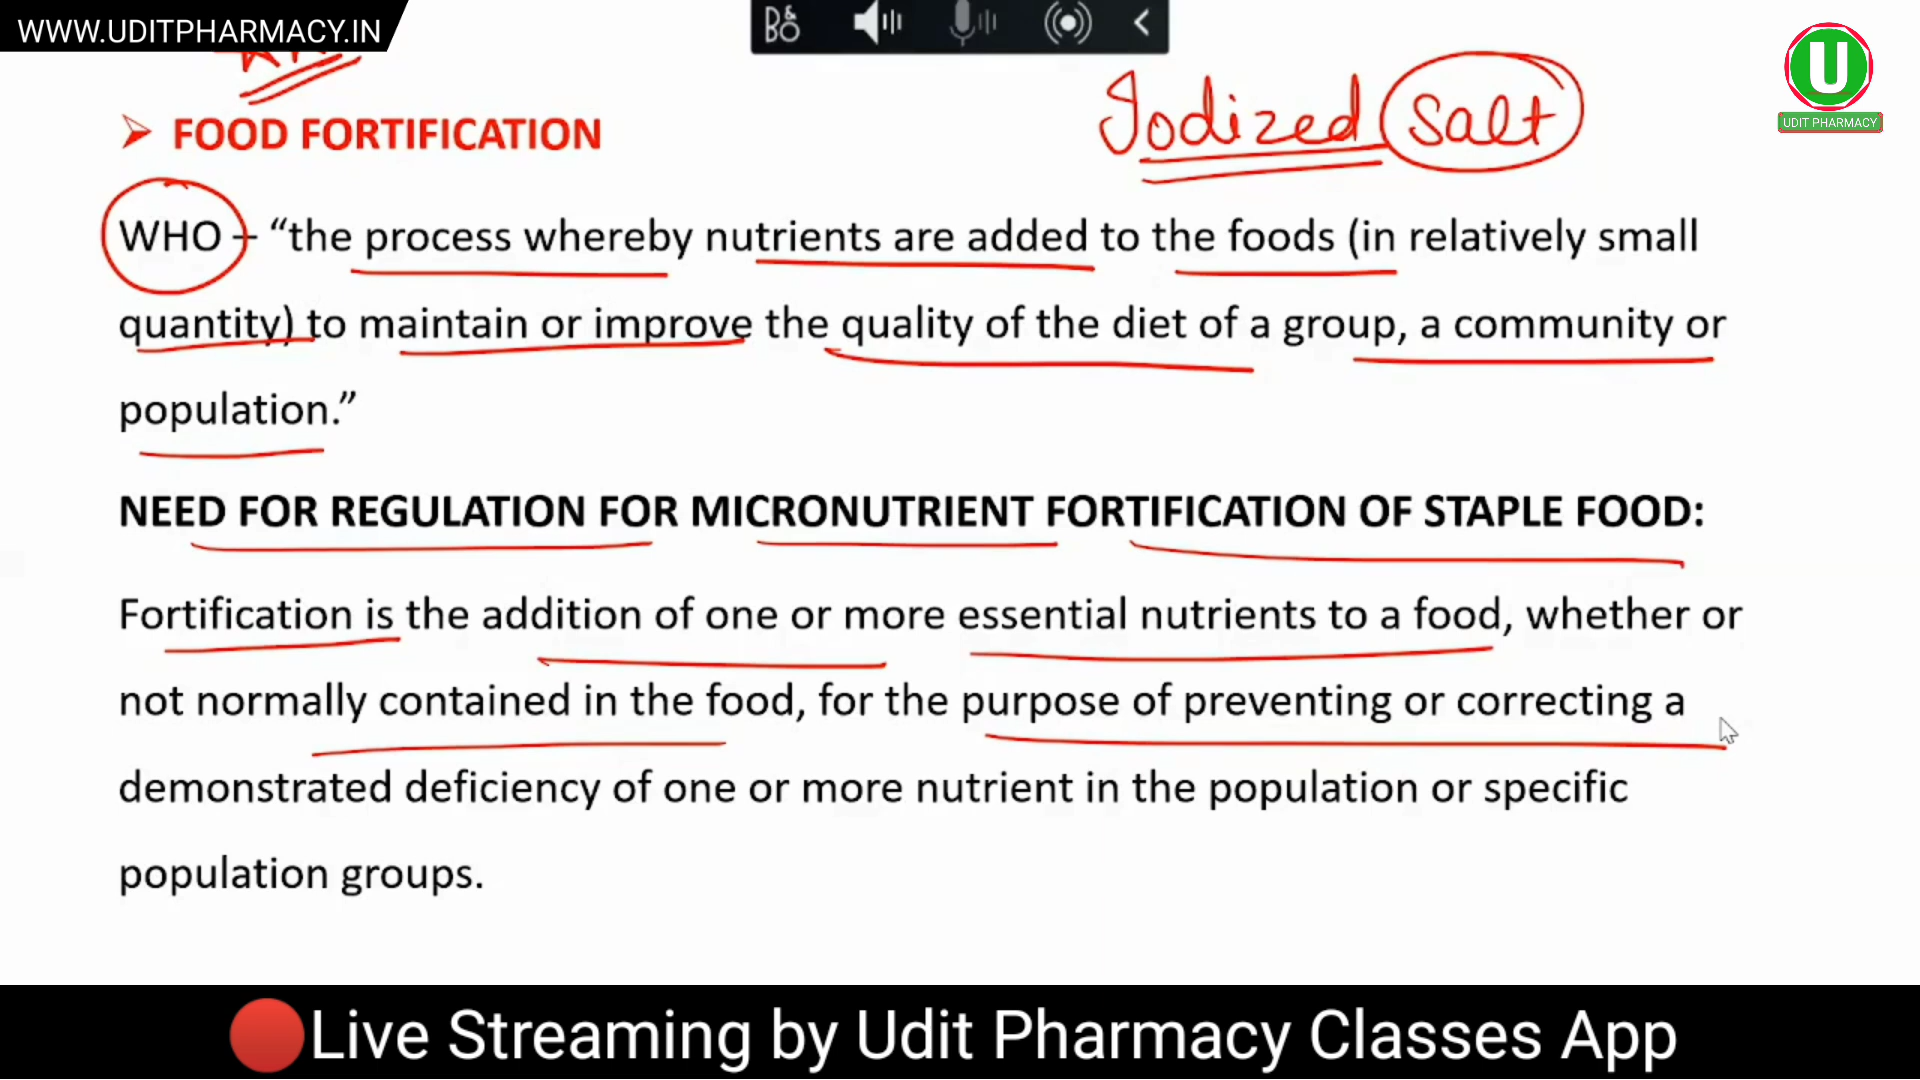 WWW.UDITPHARMACY.IN
B&O
U
UDIT PHARMACY
Iodized Salt
➢ FOOD FORTIFICATION
WHO – “the process whereby nutrients are added to the foods (in relatively small
quantity) to maintain or improve the quality of the diet of a group, a community or
population.”
NEED FOR REGULATION FOR MICRONUTRIENT FORTIFICATION OF STAPLE FOOD:
Fortification is the addition of one or more essential nutrients to a food, whether or
not normally contained in the food, for the purpose of preventing or correcting a
demonstrated deficiency of one or more nutrient in the population or specific
population groups.
Live Streaming by Udit Pharmacy Classes App